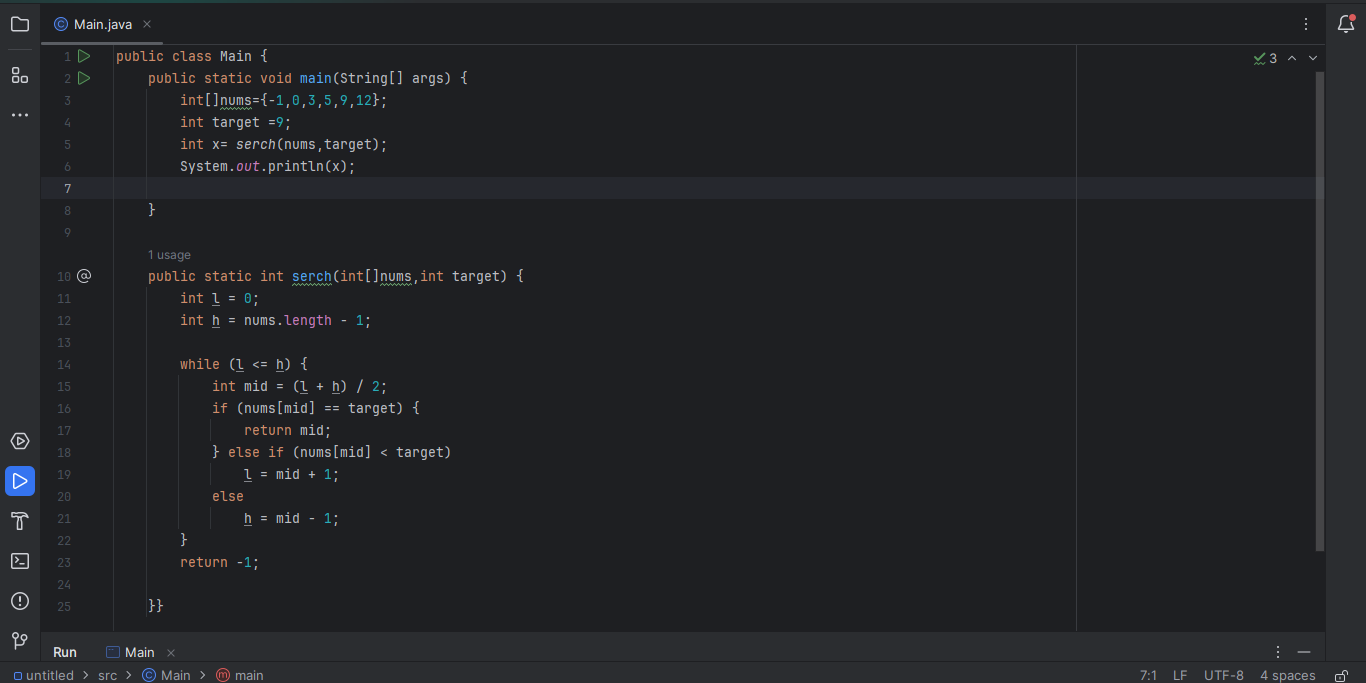 Main.java
3
1 public class Main {
2 public static void main(String[] args) {
3 int[]nums={-1,0,3,5,9,12};
4 int target =9;
5 int x= serch(nums,target);
6 System.out.println(x);
7
8 }
9
1 usage
10 public static int serch(int[]nums,int target) {
11 int l = 0;
12 int h = nums.length - 1;
13
14 while (l <= h) {
15 int mid = (l + h) / 2;
16 if (nums[mid] == target) {
17 return mid;
18 } else if (nums[mid] < target)
19 l = mid + 1;
20 else
21 h = mid - 1;
22 }
23 return -1;
24
25 }}
Run Main
untitled > src > Main > main 7:1 LF UTF-8 4 spaces